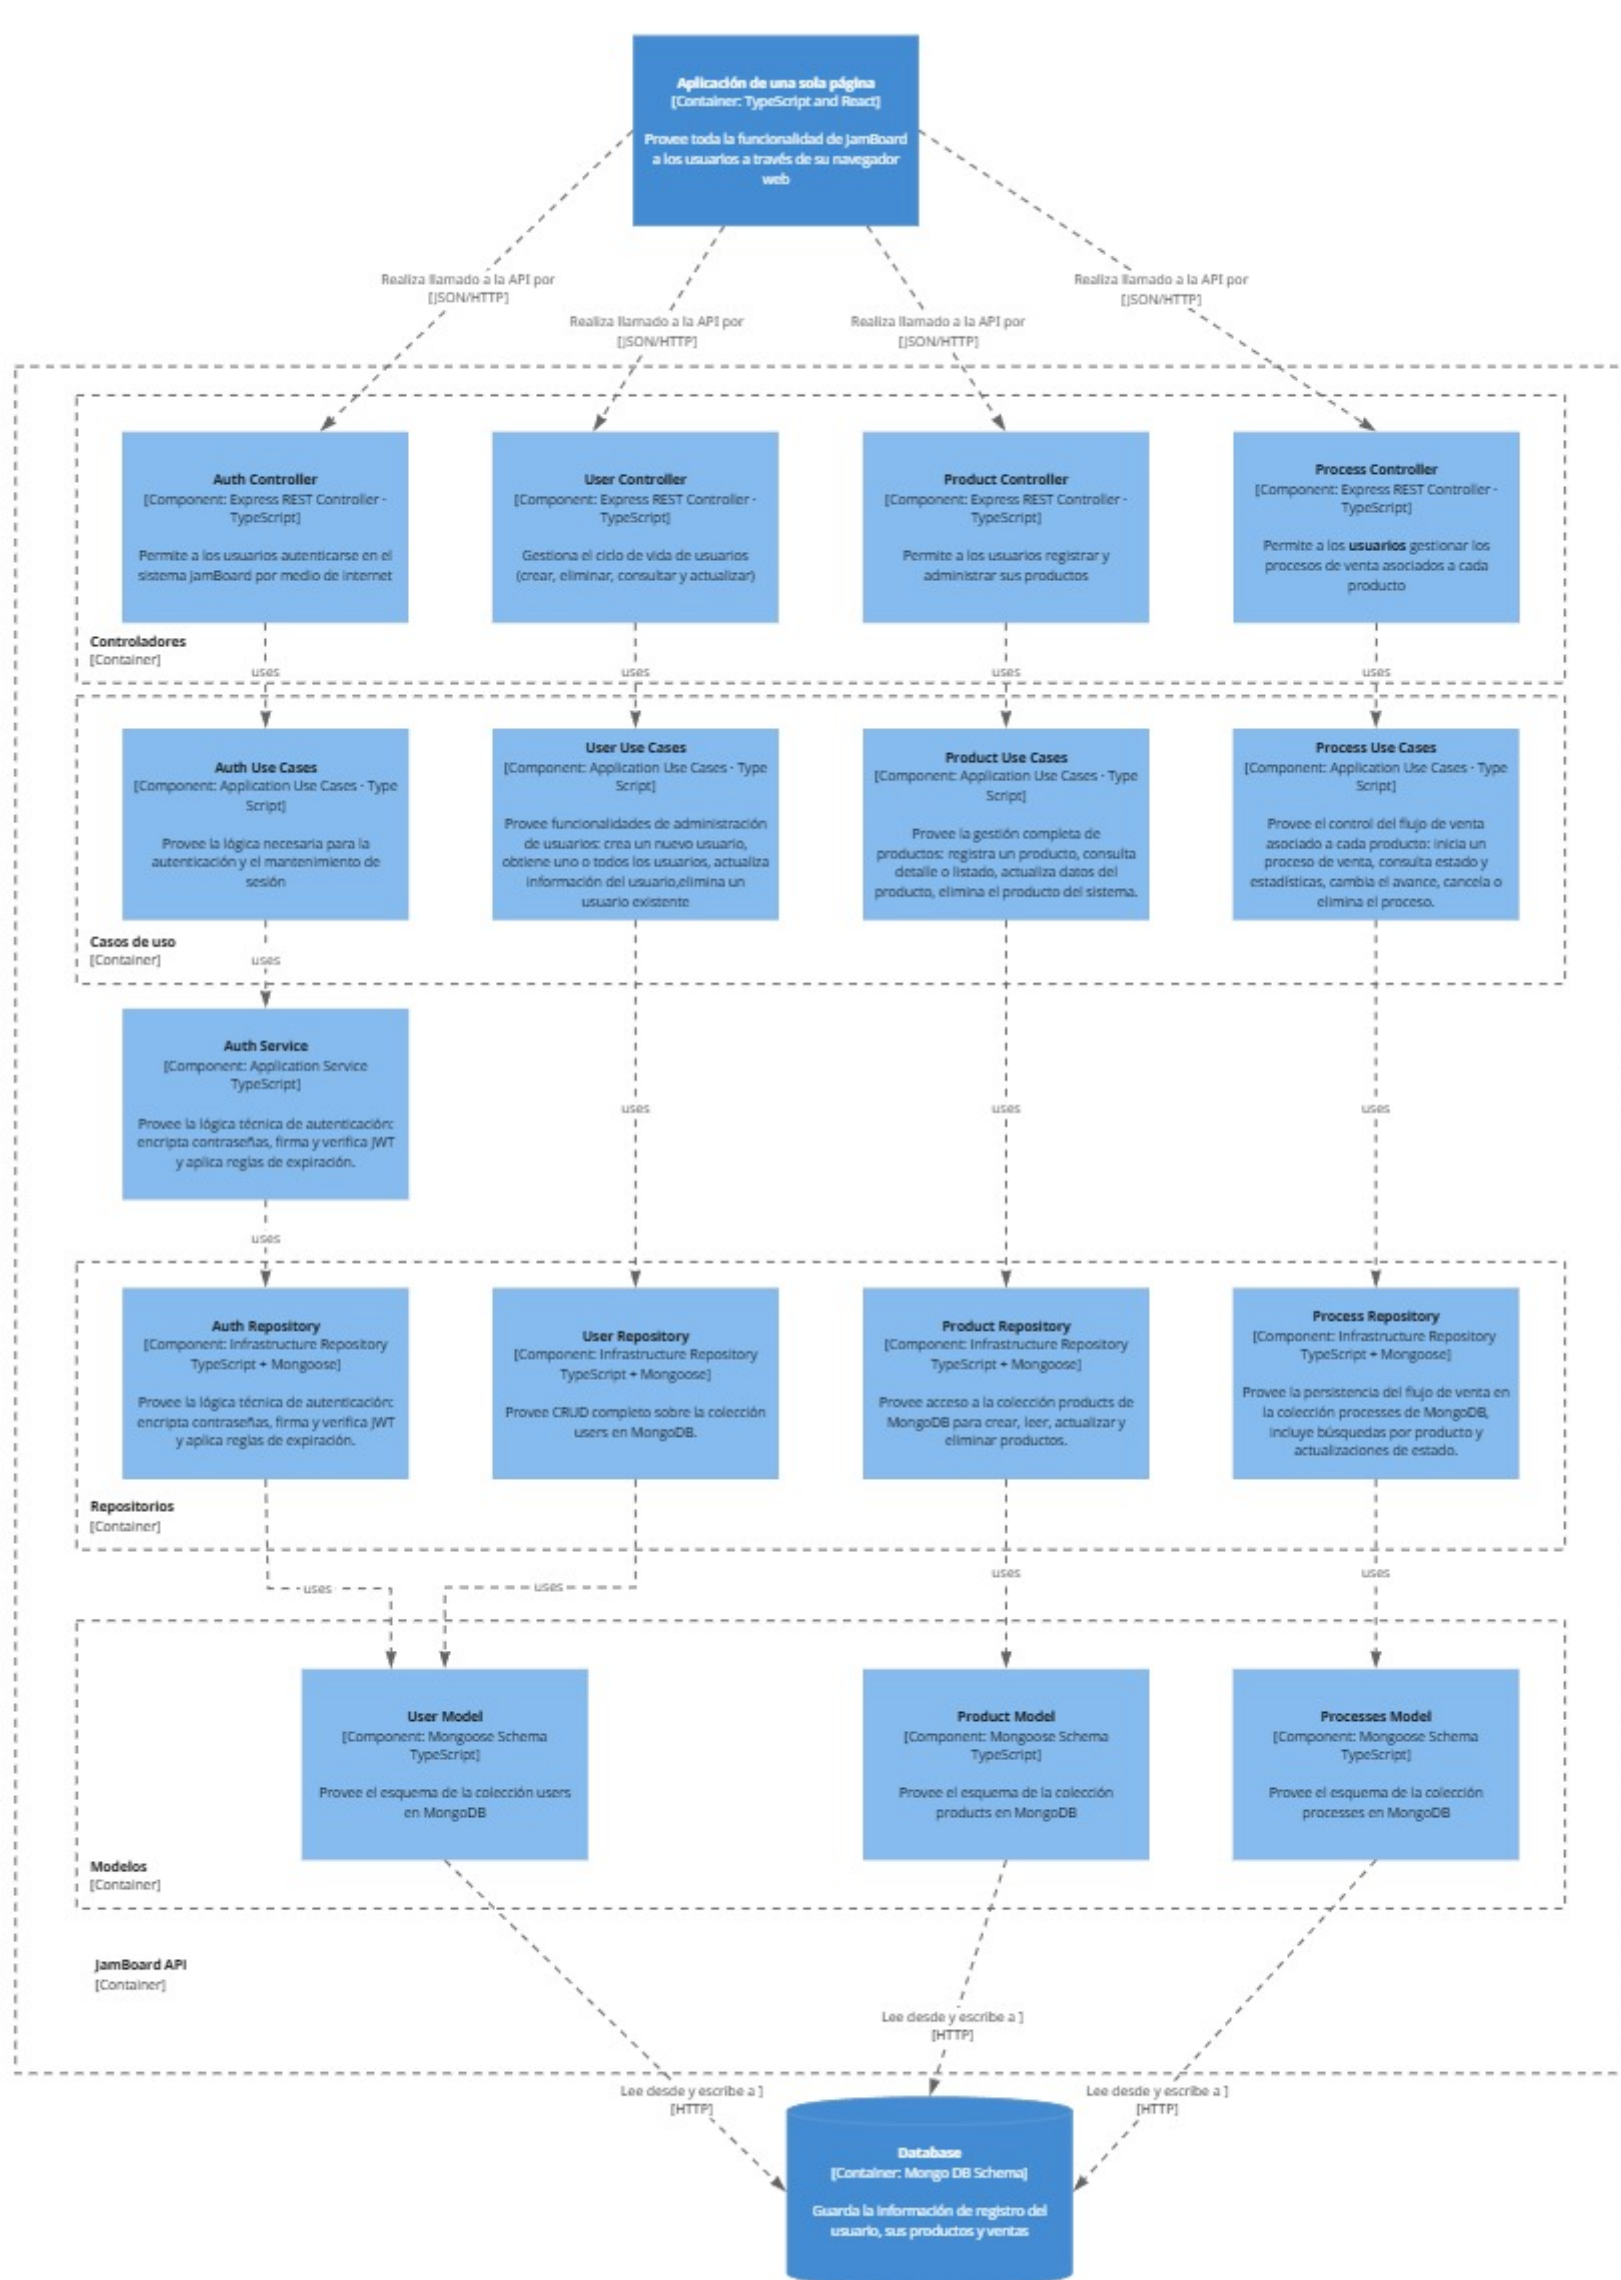 Aplicación de una sola página
[Container: TypeScript and React]
Provee toda la funcionalidad de JamBoard
a los usuarios a través de su navegador
web
Realiza llamado a la API por
[JSON/HTTP]
Realiza llamado a la API por
[JSON/HTTP]
Realiza llamado a la API por
[JSON/HTTP]
Realiza llamado a la API por
[JSON/HTTP]
Auth Controller
[Component: Express REST Controller -
TypeScript]
Permite a los usuarios autenticarse en el
sistema JamBoard por medio de internet
User Controller
[Component: Express REST Controller -
TypeScript]
Gestiona el ciclo de vida de usuarios
(crear, eliminar, consultar y actualizar)
Product Controller
[Component: Express REST Controller -
TypeScript]
Permite a los usuarios registrar y
administrar sus productos
Process Controller
[Component: Express REST Controller -
TypeScript]
Permite a los usuarios gestionar los
procesos de venta asociados a cada
producto
Controladores
[Container]
uses
uses
uses
uses
Auth Use Cases
[Component: Application Use Cases - Type
Script]
Provee la lógica necesaria para la
autenticación y el mantenimiento de
sesión
User Use Cases
[Component: Application Use Cases - Type
Script]
Provee funcionalidades de administración
de usuarios: crea un nuevo usuario,
obtiene uno o todos los usuarios, actualiza
información del usuario,elimina un
usuario existente
Product Use Cases
[Component: Application Use Cases - Type
Script]
Provee la gestión completa de
productos: registra un producto, consulta
detalle o listado, actualiza datos del
producto, elimina el producto del sistema.
Process Use Cases
[Component: Application Use Cases - Type
Script]
Provee el control del flujo de venta
asociado a cada producto: inicia un
proceso de venta, consulta estado y
estadísticas, cambia el avance, cancela o
elimina el proceso.
Casos de uso
[Container]
uses
Auth Service
[Component: Application Service
TypeScript]
Provee la lógica técnica de autenticación:
encripta contraseñas, firma y verifica JWT
y aplica reglas de expiración.
uses
uses
uses
uses
Auth Repository
[Component: Infrastructure Repository
TypeScript + Mongoose]
Provee la lógica técnica de autenticación:
encripta contraseñas, firma y verifica JWT
y aplica reglas de expiración.
User Repository
[Component: Infrastructure Repository
TypeScript + Mongoose]
Provee CRUD completo sobre la colección
users en MongoDB.
Product Repository
[Component: Infrastructure Repository
TypeScript + Mongoose]
Provee acceso a la colección products de
MongoDB para crear, leer, actualizar y
eliminar productos.
Process Repository
[Component: Infrastructure Repository
TypeScript + Mongoose]
Provee la persistencia del flujo de venta en
la colección processes de MongoDB,
incluye búsquedas por producto y
actualizaciones de estado.
Repositorios
[Container]
uses
uses
uses
uses
User Model
[Component: Mongoose Schema
TypeScript]
Provee el esquema de la colección users
en MongoDB
Product Model
[Component: Mongoose Schema
TypeScript]
Provee el esquema de la colección
products en MongoDB
Processes Model
[Component: Mongoose Schema
TypeScript]
Provee el esquema de la colección
processes en MongoDB
Modelos
[Container]
JamBoard API
[Container]
Lee desde y escribe a ]
[HTTP]
Lee desde y escribe a ]
[HTTP]
Lee desde y escribe a ]
[HTTP]
Database
[Container: Mongo DB Schema]
Guarda la información de registro del
usuario, sus productos y ventas